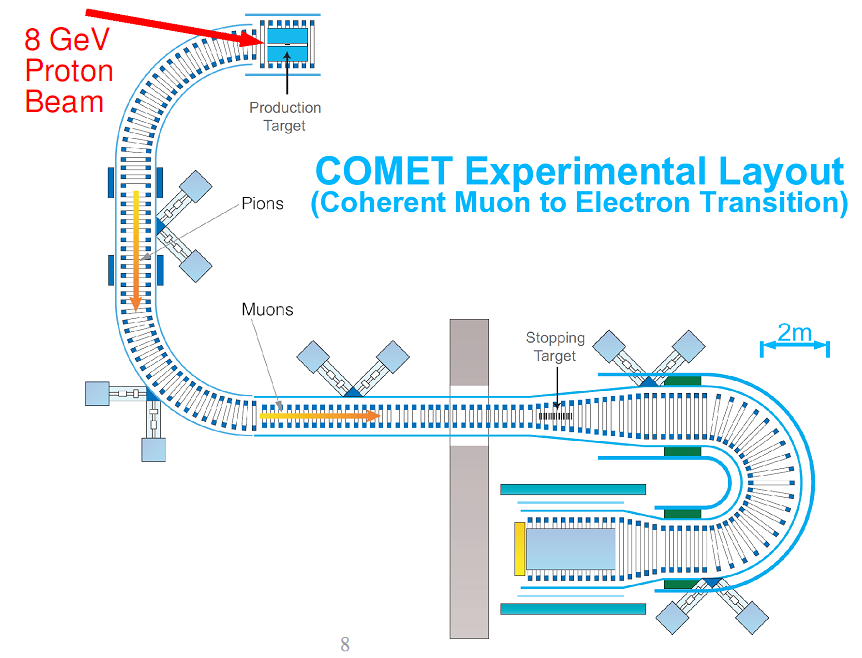 8 GeV
Proton
Beam
Production
Target
COMET Experimental Layout
(Coherent Muon to Electron Transition)
Pions
Muons
Stopping
Target
2m
8